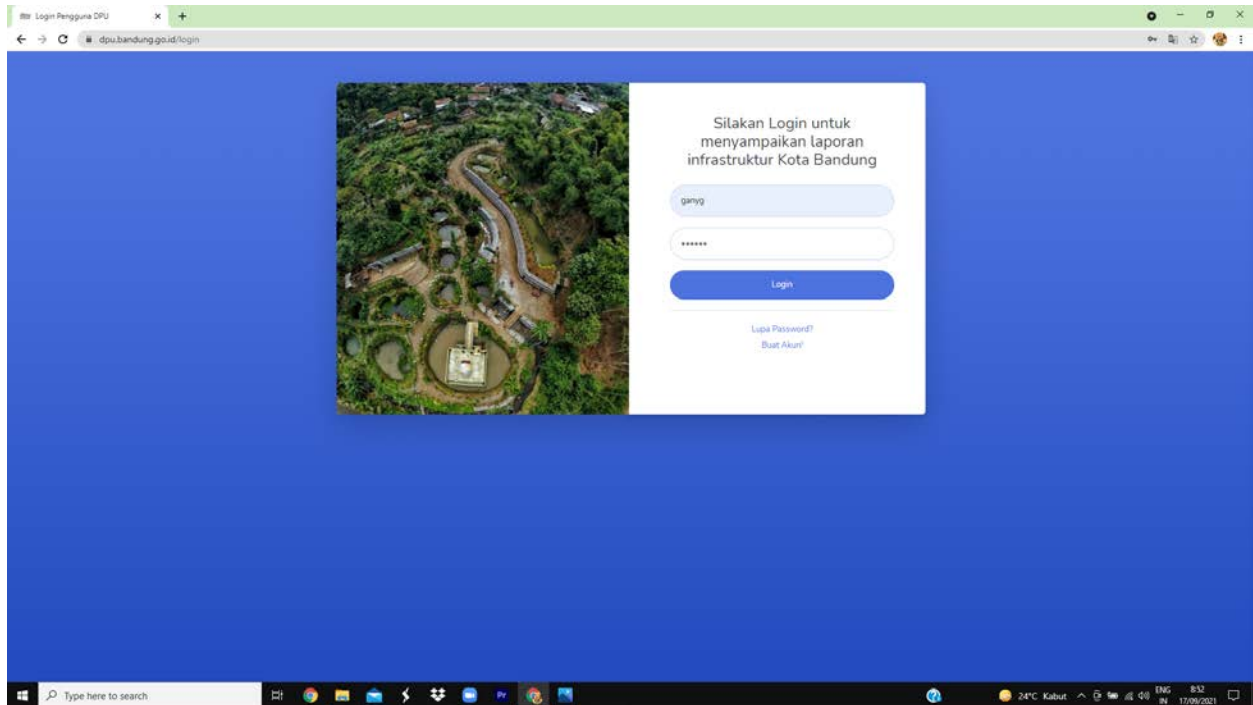 Login Pengguna DPU
dpu.bandung.go.id/login
Silakan Login untuk
menyampaikan laporan
infrastruktur Kota Bandung
ganyg
••••••
Login
Lupa Password?
Buat Akun!
Type here to search
Pr
24°C Kabut
ENG
IN
8:52
17/09/2021